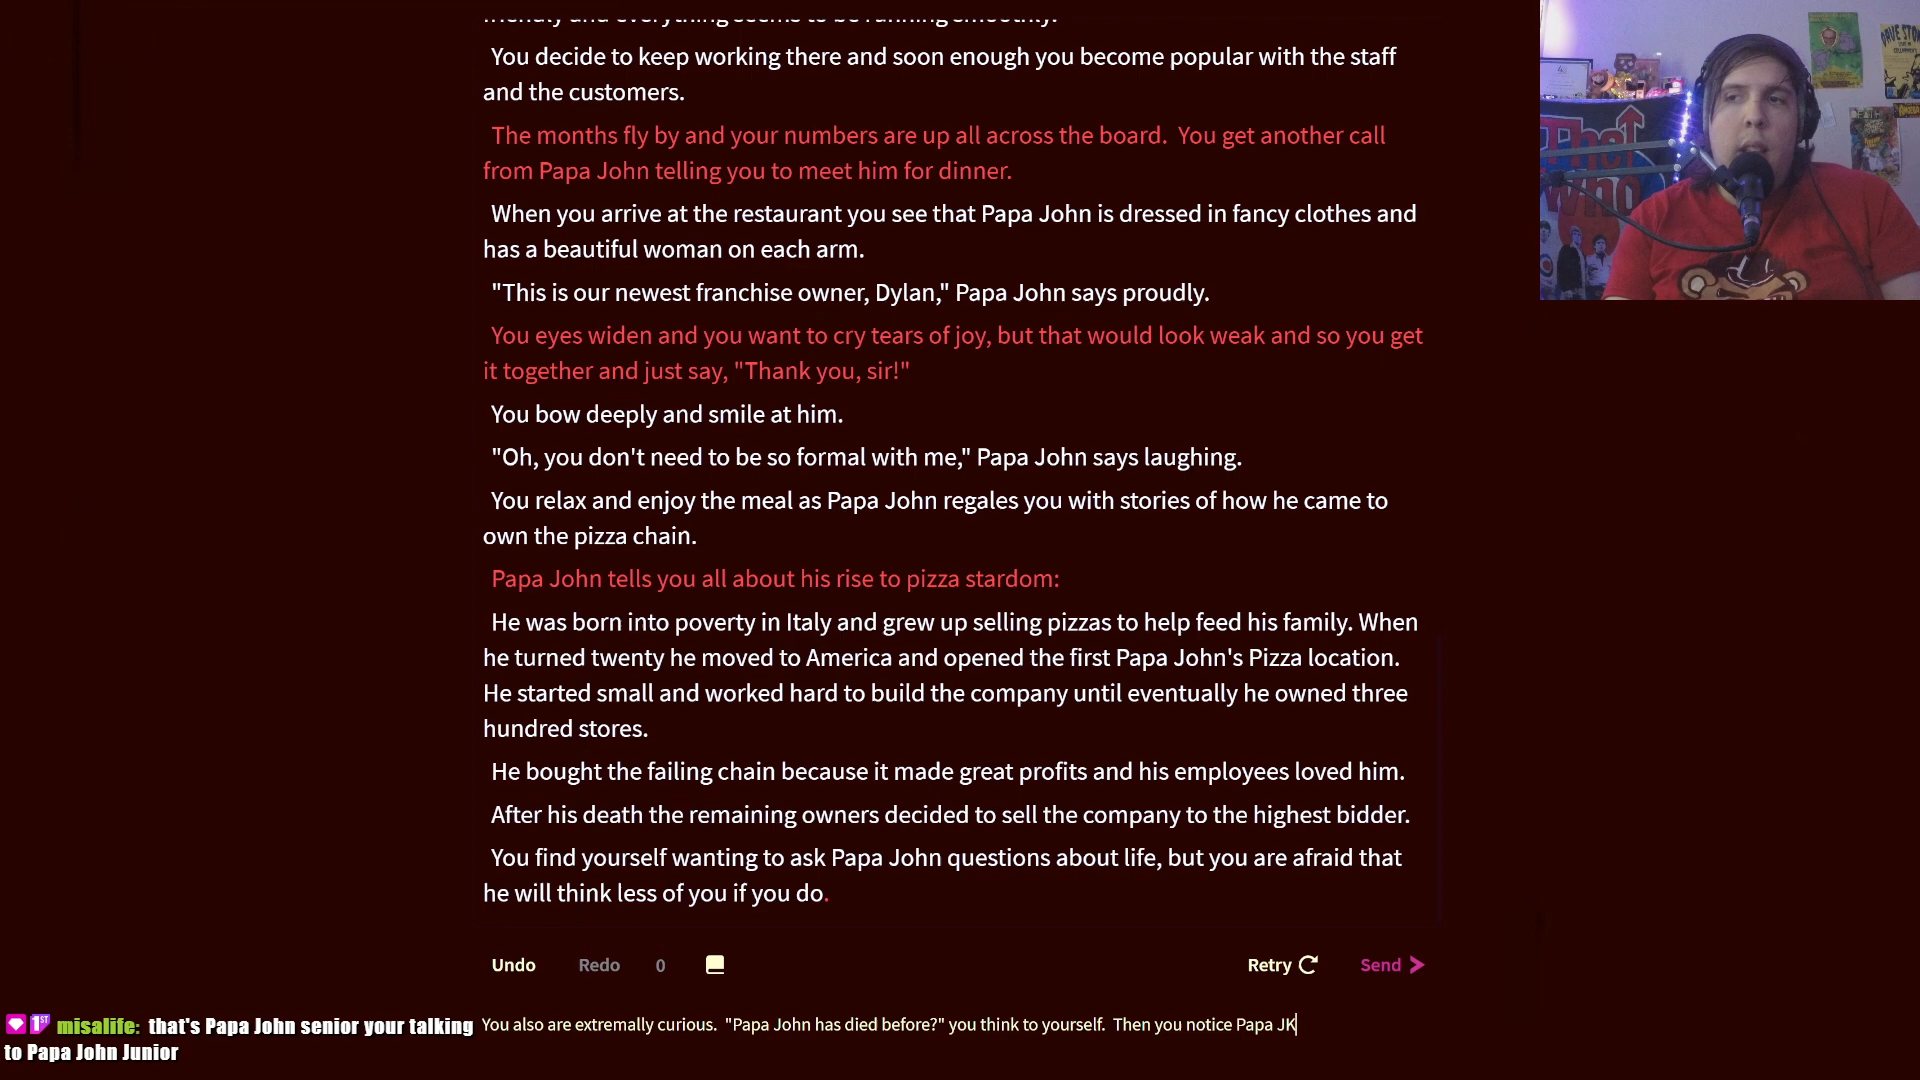 friendly and everything seems to be running smoothly.
You decide to keep working there and soon enough you become popular with the staff
and the customers.
The months fly by and your numbers are up all across the board.  You get another call
from Papa John telling you to meet him for dinner.
When you arrive at the restaurant you see that Papa John is dressed in fancy clothes and
has a beautiful woman on each arm.
"This is our newest franchise owner, Dylan," Papa John says proudly.
You eyes widen and you want to cry tears of joy, but that would look weak and so you get
it together and just say, "Thank you, sir!"
You bow deeply and smile at him.
"Oh, you don't need to be so formal with me," Papa John says laughing.
You relax and enjoy the meal as Papa John regales you with stories of how he came to
own the pizza chain.
Papa John tells you all about his rise to pizza stardom:
He was born into poverty in Italy and grew up selling pizzas to help feed his family. When
he turned twenty he moved to America and opened the first Papa John's Pizza location.
He started small and worked hard to build the company until eventually he owned three
hundred stores.
He bought the failing chain because it made great profits and his employees loved him.
After his death the remaining owners decided to sell the company to the highest bidder.
You find yourself wanting to ask Papa John questions about life, but you are afraid that
he will think less of you if you do.
Undo Redo 0 Retry Send
You also are extremally curious.  "Papa John has died before?" you think to yourself.  Then you notice Papa JK
1ST misalife: that's Papa John senior your talking
to Papa John Junior
The
Who